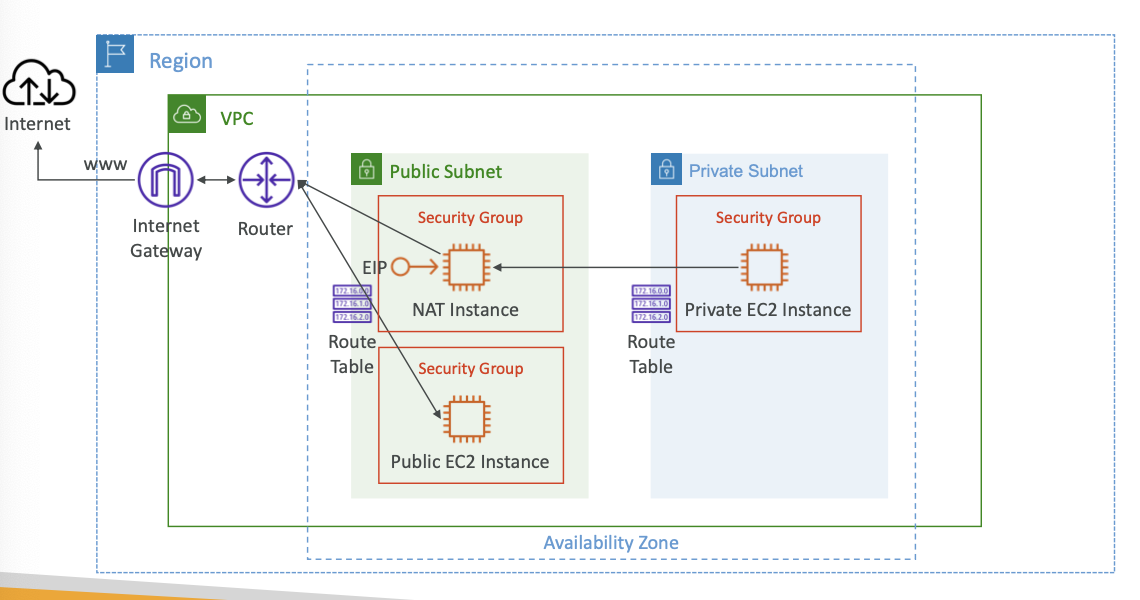 Region
Internet
VPC
www
Internet
Gateway
Router
Public Subnet
Security Group
EIP
NAT Instance
172.16.0.0
172.16.1.0
172.16.2.0
Route
Table
Security Group
Public EC2 Instance
Private Subnet
Security Group
Private EC2 Instance
172.16.0.0
172.16.1.0
172.16.2.0
Route
Table
Availability Zone